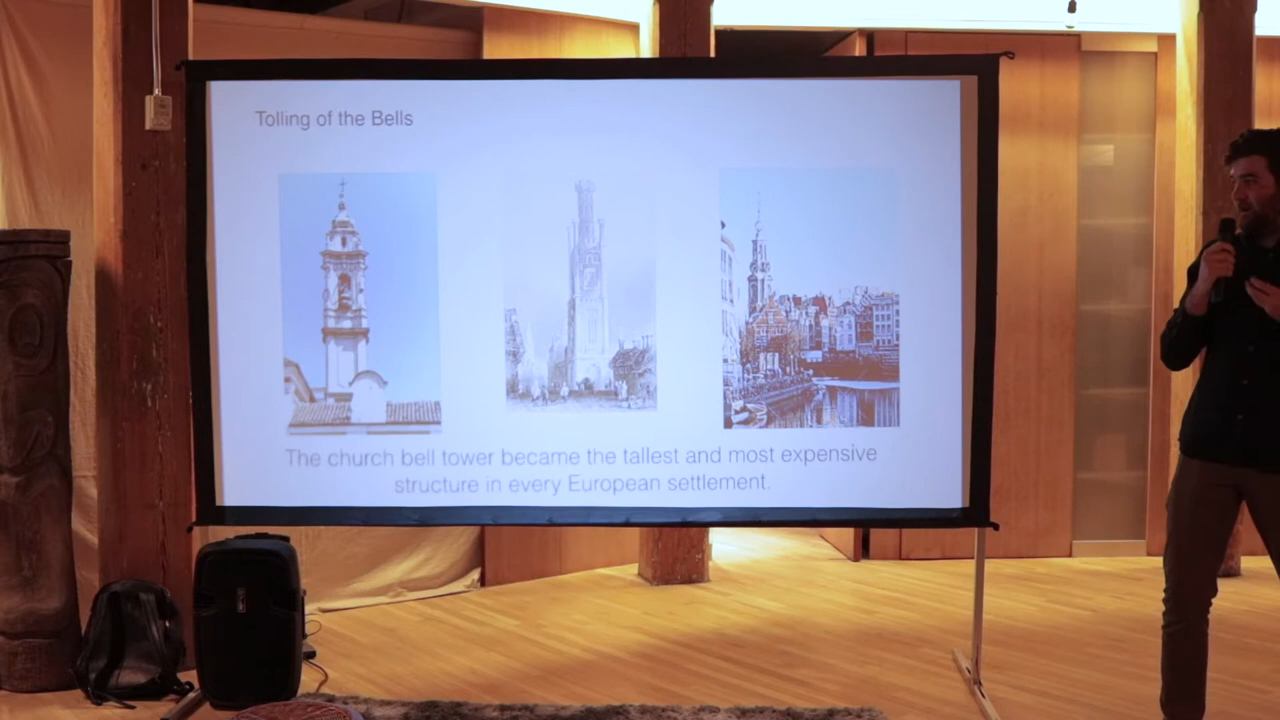 Tolling of the Bells
The church bell tower became the tallest and most expensive
structure in every European settlement.